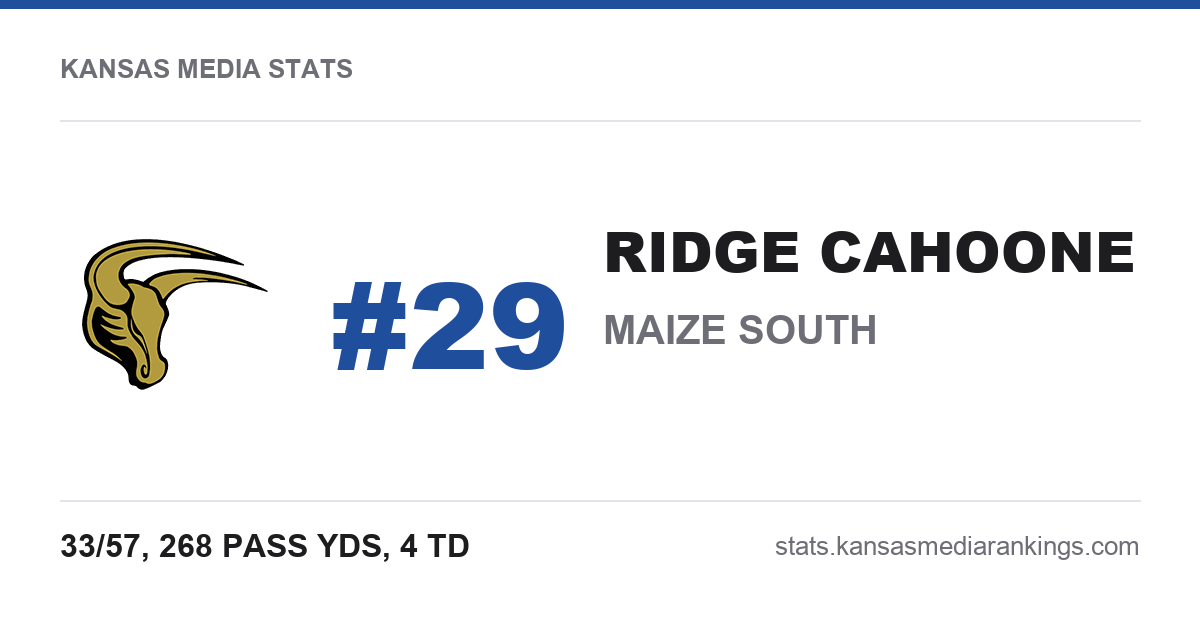 KANSAS MEDIA STATS
#29
RIDGE CAHOONE
MAIZE SOUTH
33/57, 268 PASS YDS, 4 TD
stats.kansasmediarankings.com